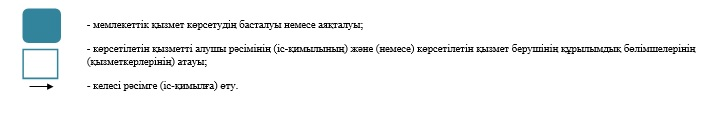 - мемлекеттік қызмет көрсетудің басталуы немесе аяқталуы;
- көрсетілетін қызметті алушы рәсімінің (іс-қимылының) және (немесе) көрсетілетін қызмет берушінің құрылымдық бөлімшелерінің
(қызметкерлерінің) атауы;
- келесі рәсімге (іс-қимылға) өту.